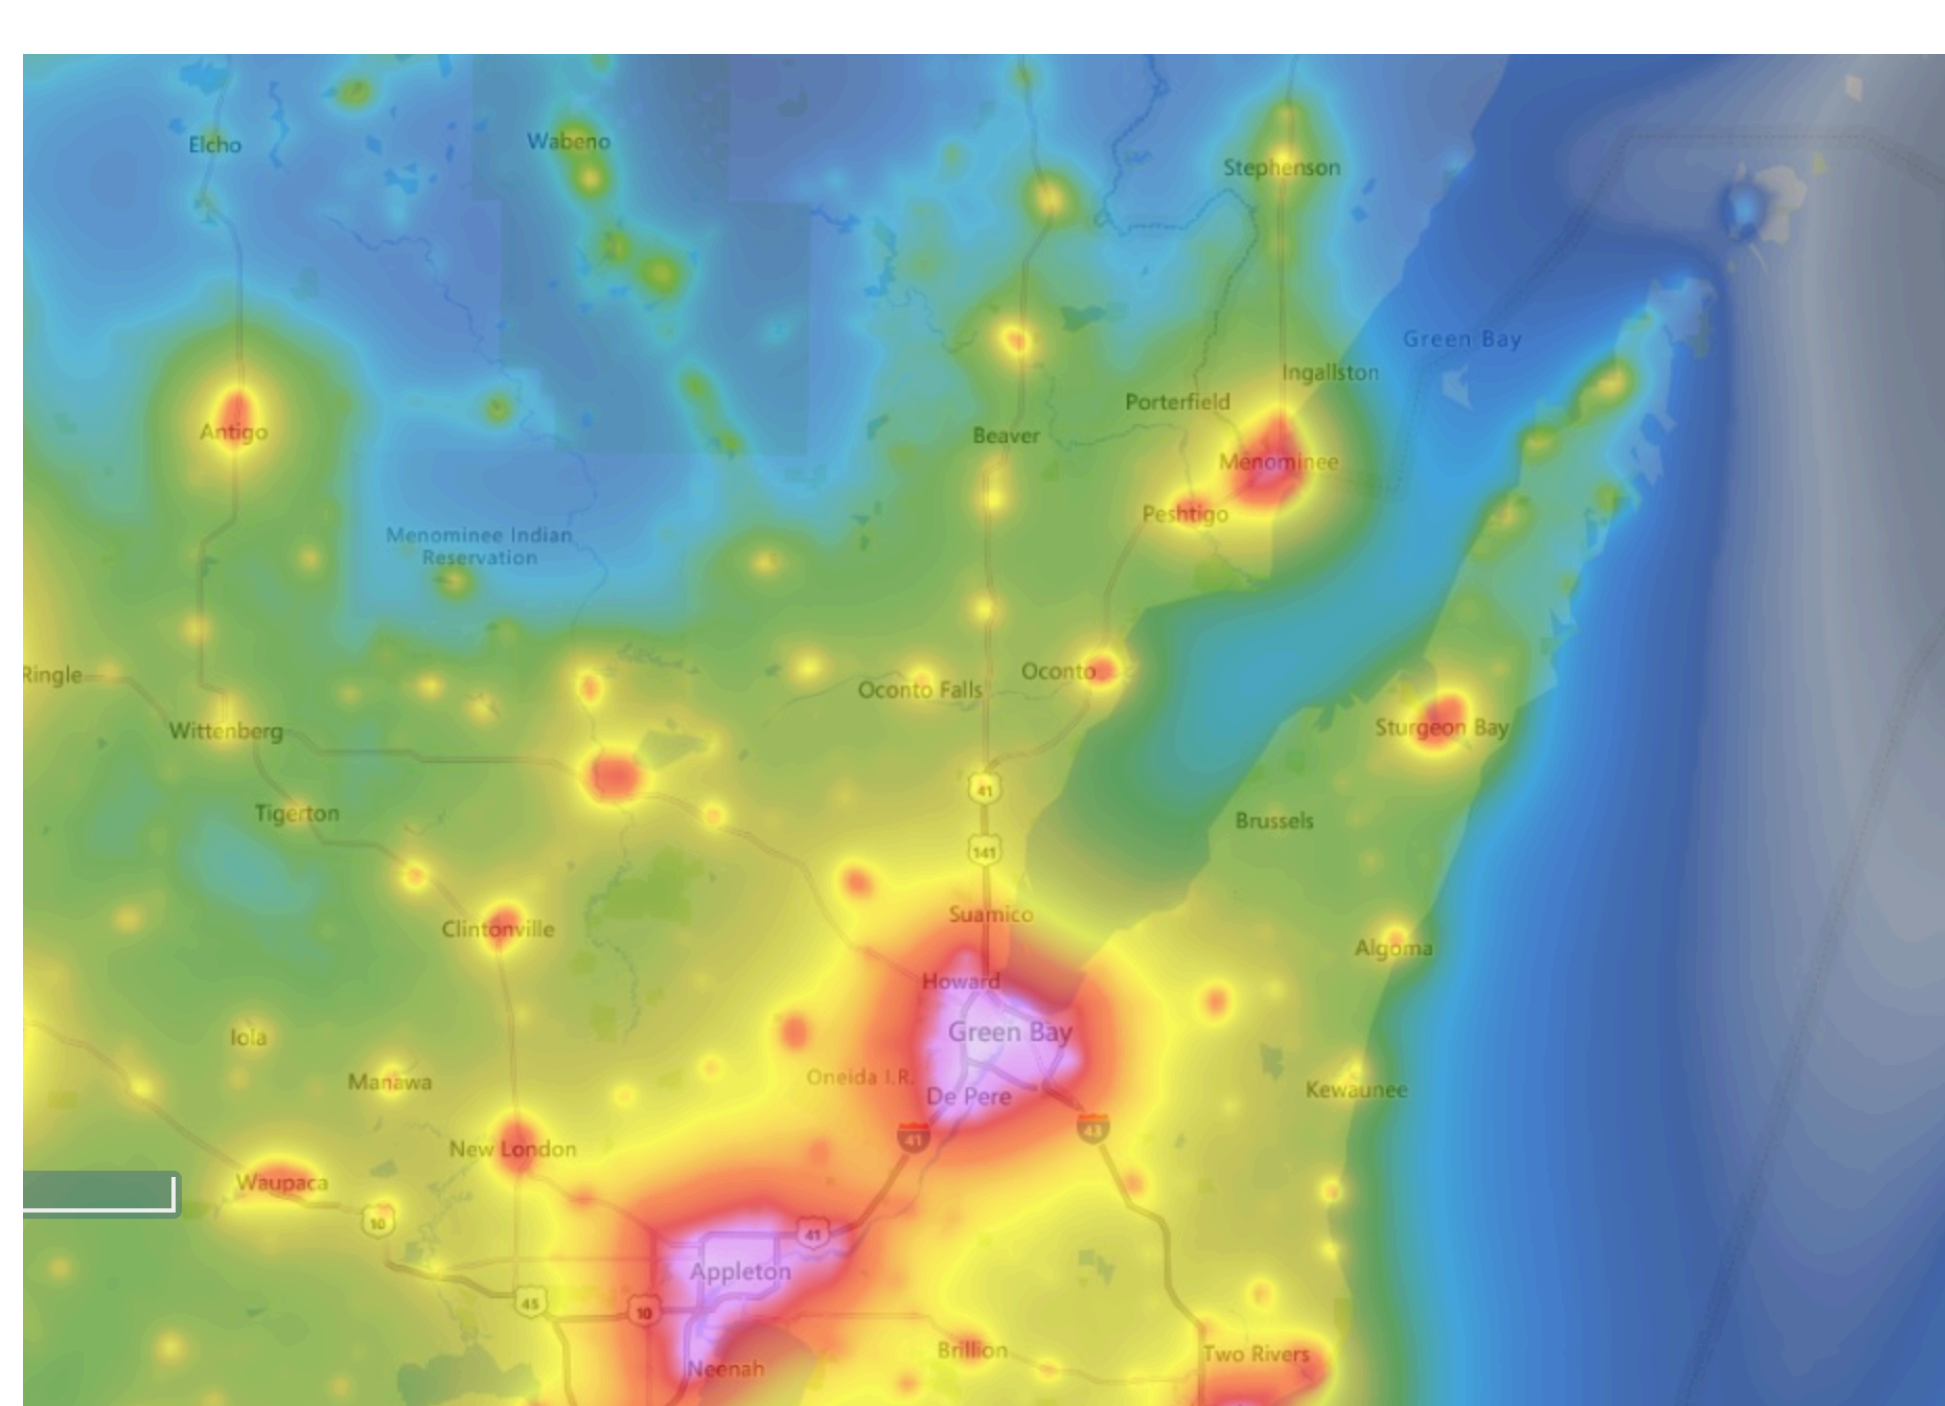 Elcho
Wabeno
Stephenson
Green Bay
Ingallston
Porterfield
Antigo
Beaver
Menominee
Peshtigo
Menominee Indian
Reservation
Ringle
Oconto Falls
Oconto
Wittenberg
Sturgeon Bay
41
Tigerton
Brussels
141
Suamico
Clintonville
Algoma
Howard
Iola
Green Bay
Manawa
Oneida I.R.
De Pere
Kewaunee
41
43
New London
Waupaca
10
41
Appleton
45
10
Brillion
Two Rivers
Neenah